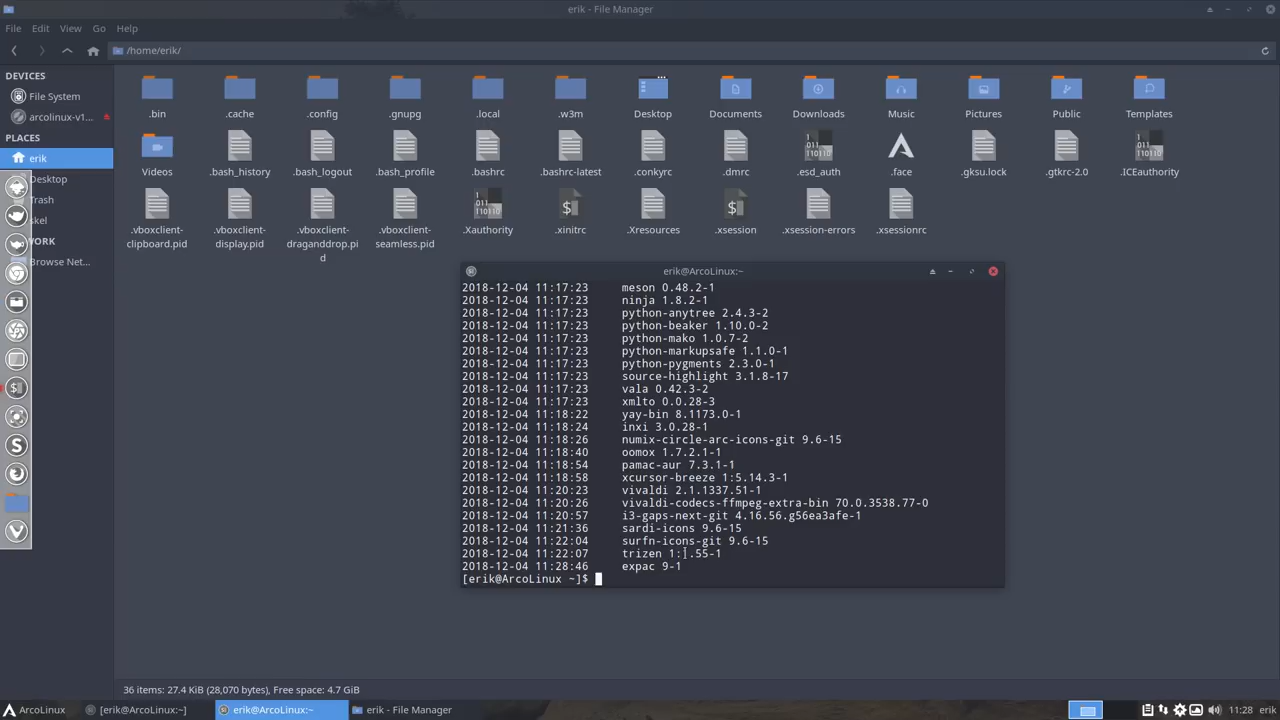 erik - File Manager
File Edit View Go Help
/home/erik/
DEVICES
File System
arcolinux-v1...
PLACES
erik
Desktop
Trash
skel
WORK
Browse Net...
.bin .cache .config .gnupg .local .w3m Desktop Documents Downloads Music Pictures Public Templates
Videos .bash_history .bash_logout .bash_profile .bashrc .bashrc-latest .conkyrc .dmrc .esd_auth .face .gksu.lock .gtkrc-2.0 .ICEauthority
.vboxclient-clipboard.pid .vboxclient-display.pid .vboxclient-draganddrop.pid .vboxclient-seamless.pid .Xauthority .xinitrc .Xresources .xsession .xsession-errors .xsessionrc
erik@ArcoLinux:~
2018-12-04 11:17:23 meson 0.48.2-1
2018-12-04 11:17:23 ninja 1.8.2-1
2018-12-04 11:17:23 python-anytree 2.4.3-2
2018-12-04 11:17:23 python-beaker 1.10.0-2
2018-12-04 11:17:23 python-mako 1.0.7-2
2018-12-04 11:17:23 python-markupsafe 1.1.0-1
2018-12-04 11:17:23 python-pygments 2.3.0-1
2018-12-04 11:17:23 source-highlight 3.1.8-17
2018-12-04 11:17:23 vala 0.42.3-2
2018-12-04 11:17:23 xmlto 0.0.28-3
2018-12-04 11:18:22 yay-bin 8.1173.0-1
2018-12-04 11:18:24 inxi 3.0.28-1
2018-12-04 11:18:26 numix-circle-arc-icons-git 9.6-15
2018-12-04 11:18:40 oomox 1.7.2.1-1
2018-12-04 11:18:54 pamac-aur 7.3.1-1
2018-12-04 11:18:58 xcursor-breeze 1:5.14.3-1
2018-12-04 11:20:23 vivaldi 2.1.1337.51-1
2018-12-04 11:20:26 vivaldi-codecs-ffmpeg-extra-bin 70.0.3538.77-0
2018-12-04 11:20:57 i3-gaps-next-git 4.16.56.g56ea3afe-1
2018-12-04 11:21:36 sardi-icons 9.6-15
2018-12-04 11:22:04 surfn-icons-git 9.6-15
2018-12-04 11:22:07 trizen
2018-12-04 11:28:46 expac 9-1
[erik@ArcoLinux ~]$
36 items: 27.4 KiB (28,070 bytes), Free space: 4.7 GiB
ArcoLinux [erik@ArcoLinux:~] erik@ArcoLinux:~ erik - File Manager 11:28 erik